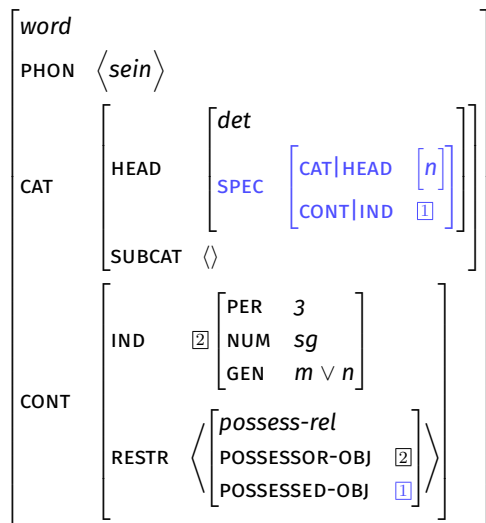 word
PHON ⟨sein⟩
CAT
HEAD
det
SPEC
CAT|HEAD [n]
CONT|IND 1
SUBCAT ⟨⟩
CONT
IND 2
PER 3
NUM sg
GEN m ∨ n
RESTR
possess-rel
POSSESSOR-OBJ 2
POSSESSED-OBJ 1